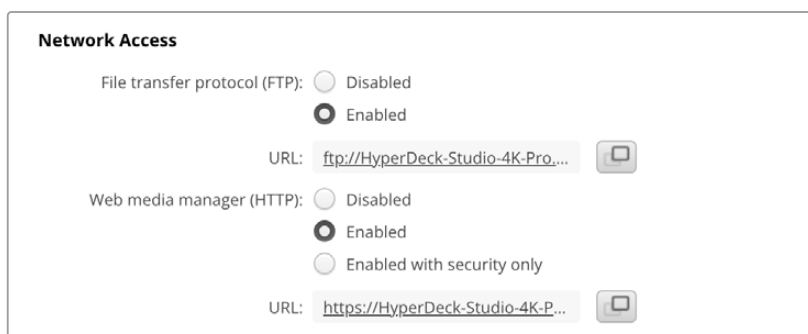 Network Access
File transfer protocol (FTP): Disabled
Enabled
URL: ftp://HyperDeck-Studio-4K-Pro....
Web media manager (HTTP): Disabled
Enabled
Enabled with security only
URL: https://HyperDeck-Studio-4K-P...